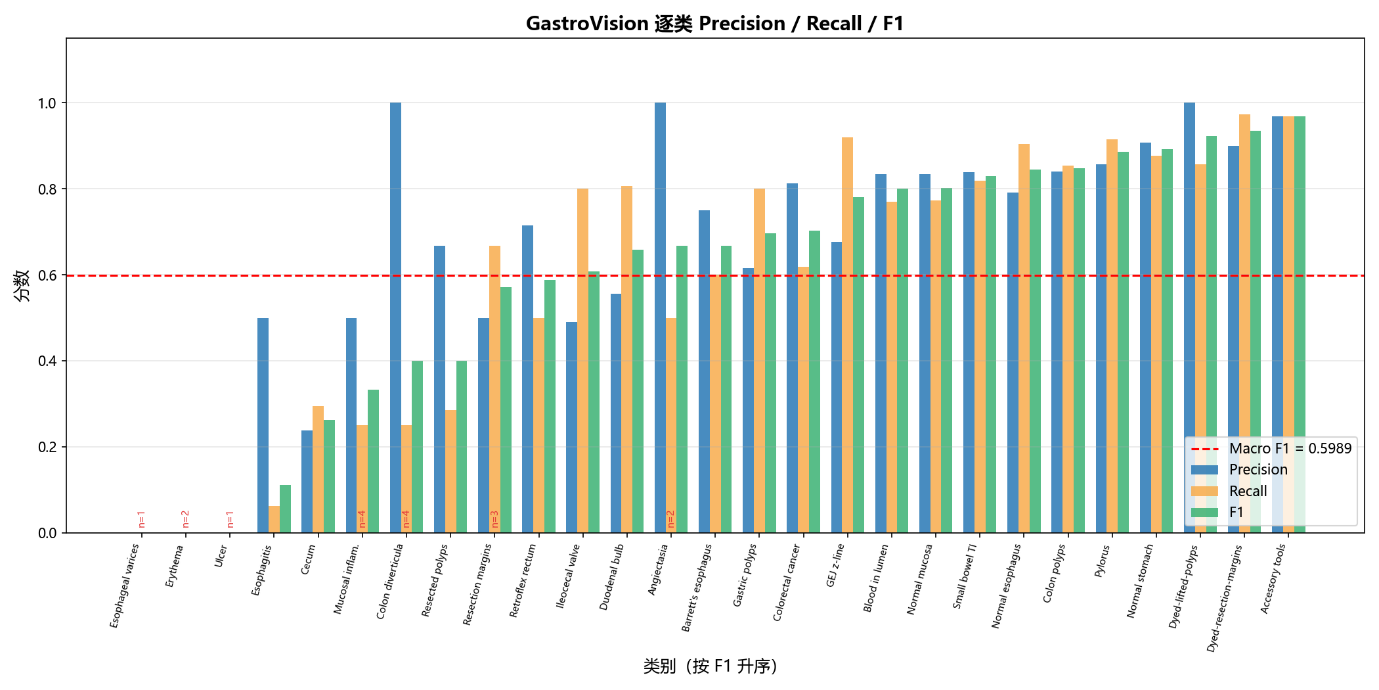 GastroVision 逐类 Precision / Recall / F1
分数
1.0
0.8
0.6
0.4
0.2
0.0
n=1
n=2
n=1
n=4
n=4
n=3
n=2
Macro F1 = 0.5989
Precision
Recall
F1
Esophageal varices
Erythema
Ulcer
Esophagitis
Cecum
Mucosal inflam.
Colon diverticula
Resected polyps
Resection margins
Retroflex rectum
Ileocecal valve
Duodenal bulb
Angiectasia
Barrett's esophagus
Gastric polyps
Colorectal cancer
GEJ z-line
Blood in lumen
Normal mucosa
Small bowel TI
Normal esophagus
Colon polyps
Pylorus
Normal stomach
Dyed-lifted-polyps
Dyed-resection-margins
Accessory tools
类别（按 F1 升序）